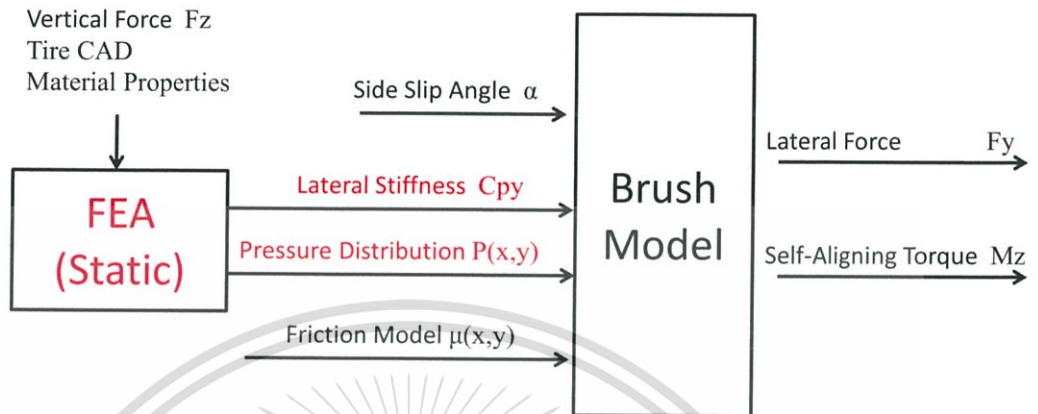 Vertical Force Fz
Tire CAD
Material Properties
Side Slip Angle α
FEA
(Static)
Lateral Stiffness Cpy
Pressure Distribution P(x,y)
Friction Model μ(x,y)
Brush
Model
Lateral Force Fy
Self-Aligning Torque Mz